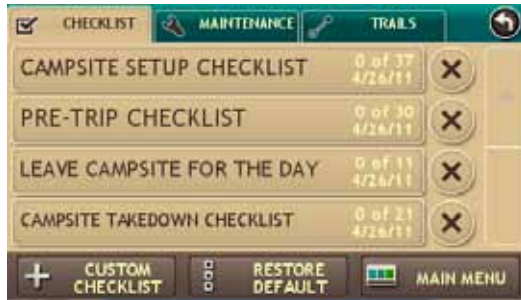 CHECKLIST MAINTENANCE TRAILS
CAMPSITE SETUP CHECKLIST 0 of 37
4/26/11
PRE-TRIP CHECKLIST 0 of 30
4/26/11
LEAVE CAMPSITE FOR THE DAY 0 of 11
4/26/11
CAMPSITE TAKEDOWN CHECKLIST 0 of 21
4/26/11
CUSTOM
CHECKLIST
RESTORE
DEFAULT
MAIN MENU